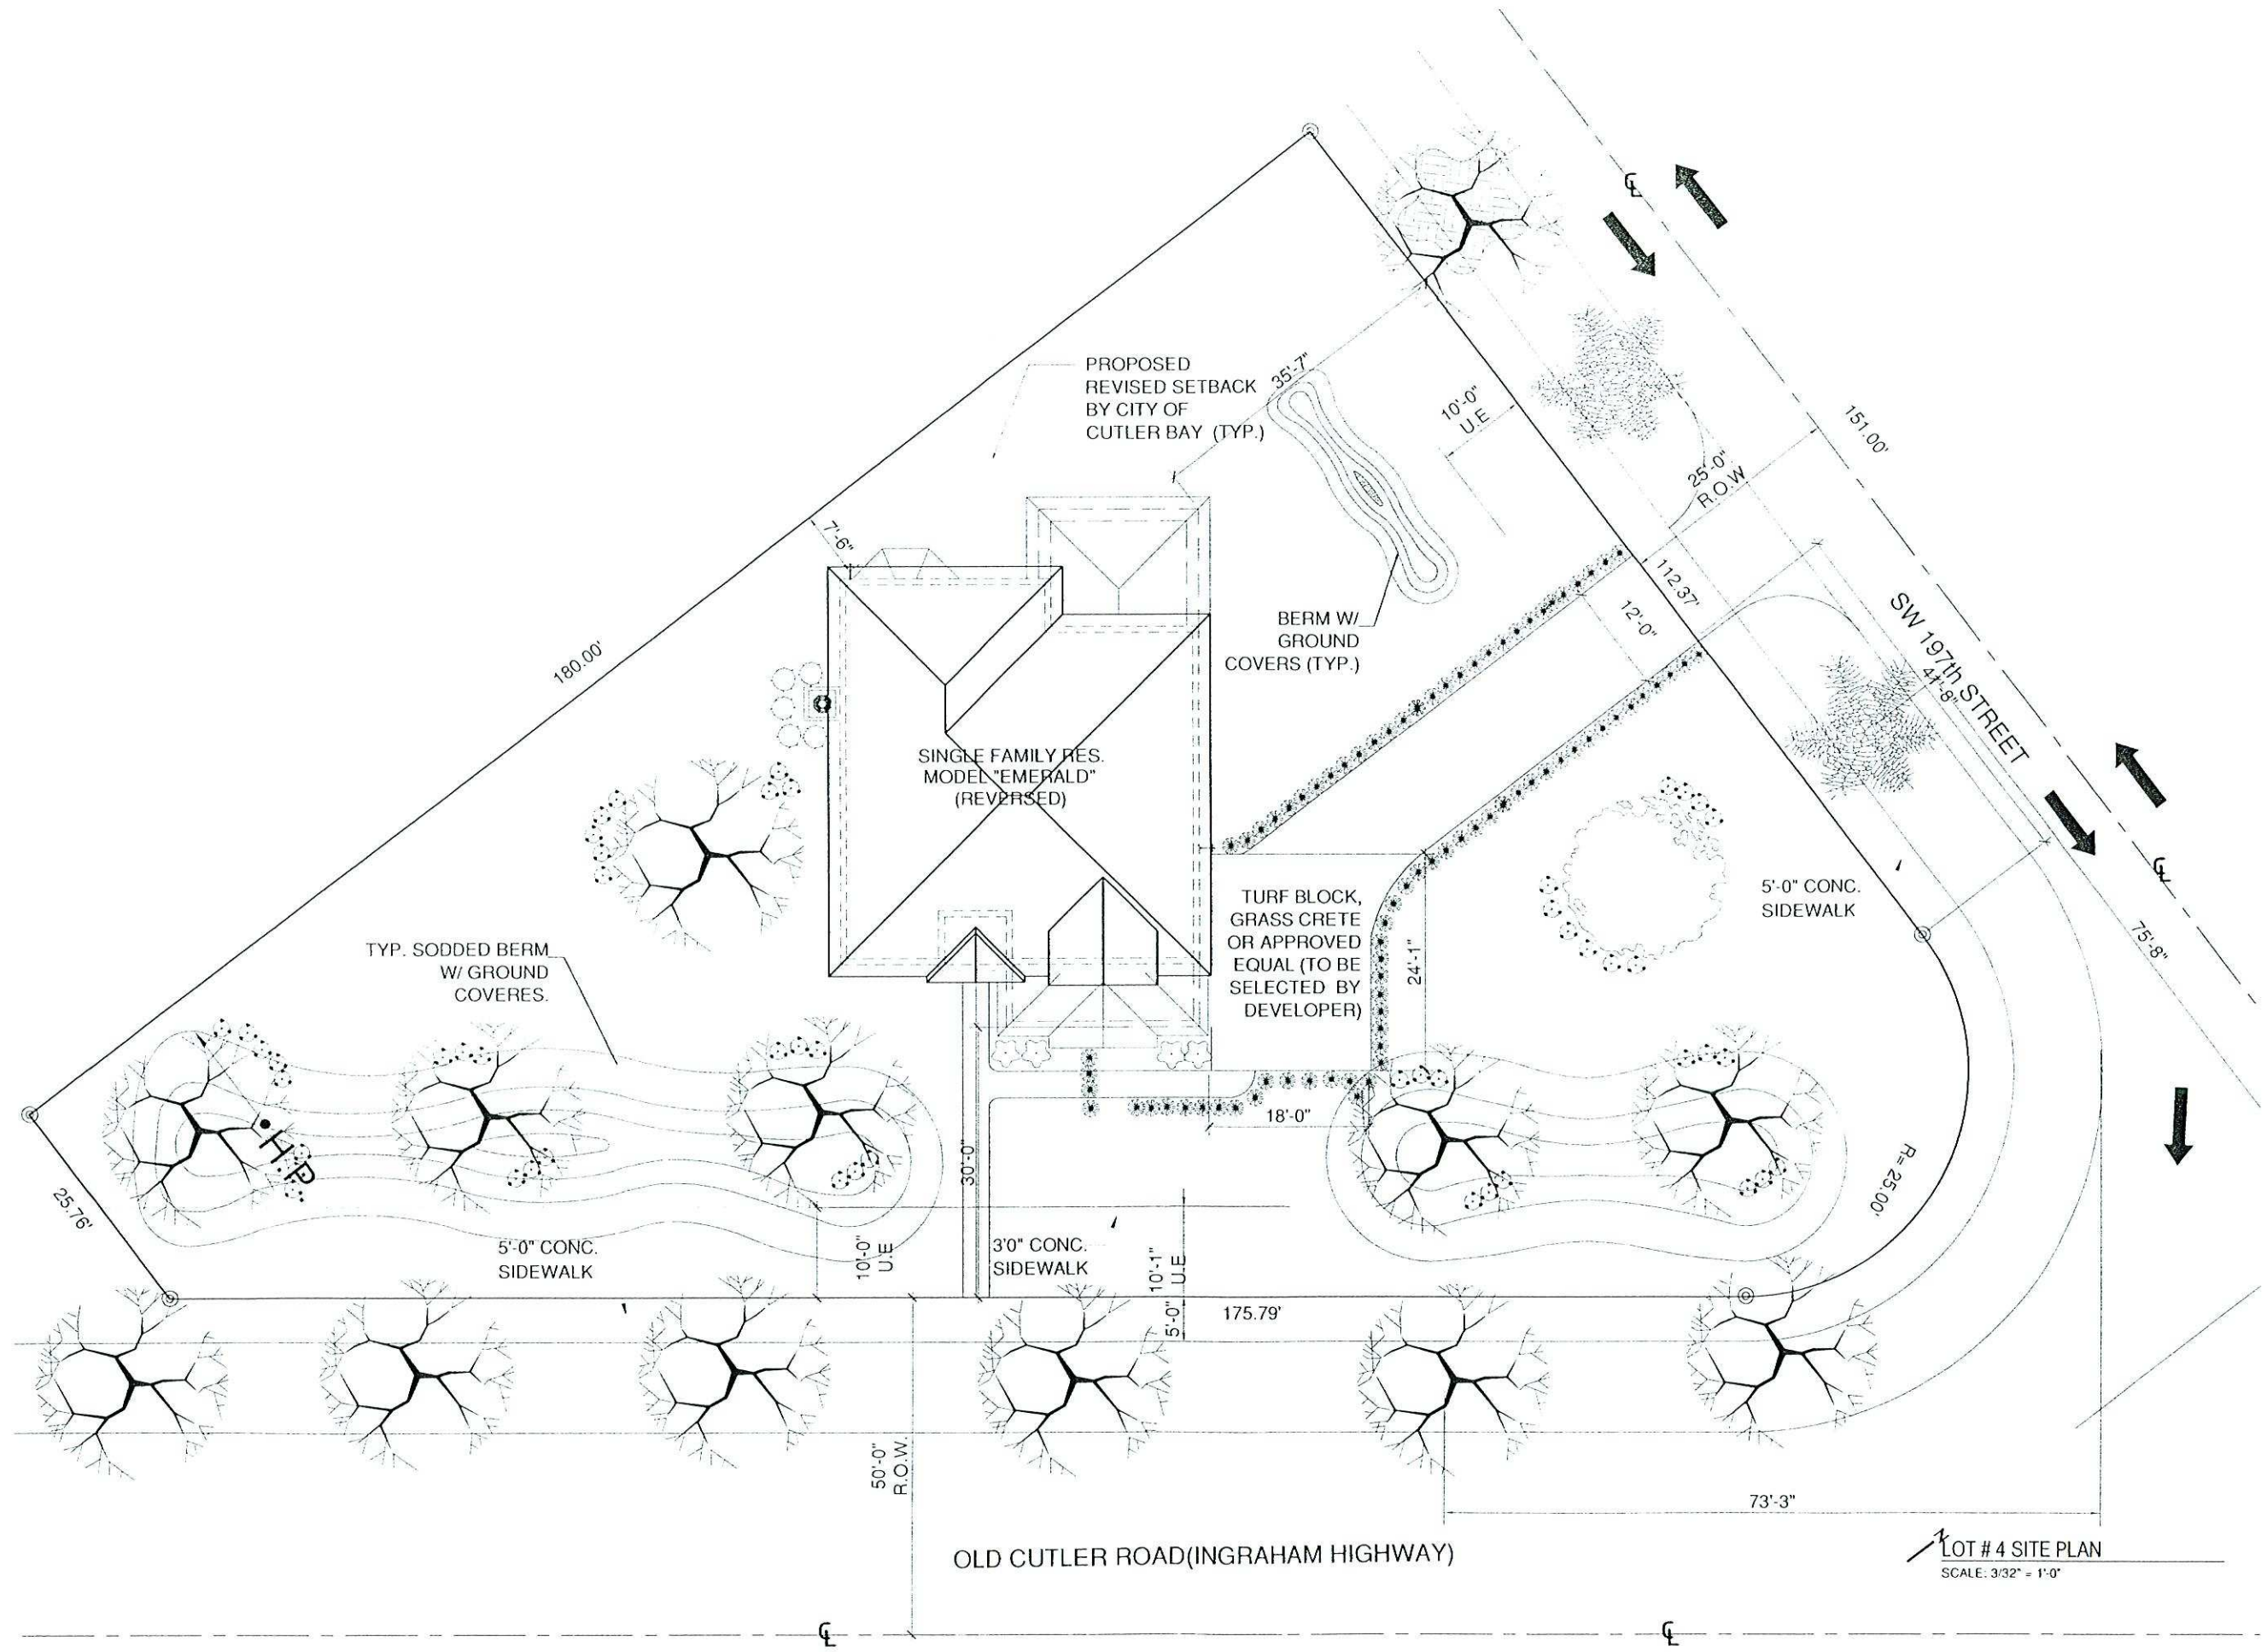 ℄
PROPOSED
REVISED SETBACK
BY CITY OF
CUTLER BAY (TYP.)
35'-7"
10'-0"
U.E
151.00'
25'-0"
R.O.W
7'-6"
112.37'
12'-0"
BERM W/
GROUND
COVERS (TYP.)
SW 197th STREET
41'-8"
180.00'
SINGLE FAMILY RES.
MODEL "EMERALD"
(REVERSED)
℄
TURF BLOCK,
GRASS CRETE
OR APPROVED
EQUAL (TO BE
SELECTED BY
DEVELOPER)
5'-0" CONC.
SIDEWALK
24'-1"
75'-8"
TYP. SODDED BERM
W/ GROUND
COVERES.
18'-0"
H.P.
30'-0"
R= 25.00'
25.76'
5'-0" CONC.
SIDEWALK
10'-0"
U.E
3'0" CONC.
SIDEWALK
10'-1"
U.E
5'-0"
175.79'
50'-0"
R.O.W.
73'-3"
OLD CUTLER ROAD(INGRAHAM HIGHWAY)
N
LOT # 4 SITE PLAN
SCALE: 3/32" = 1'-0"
℄
℄